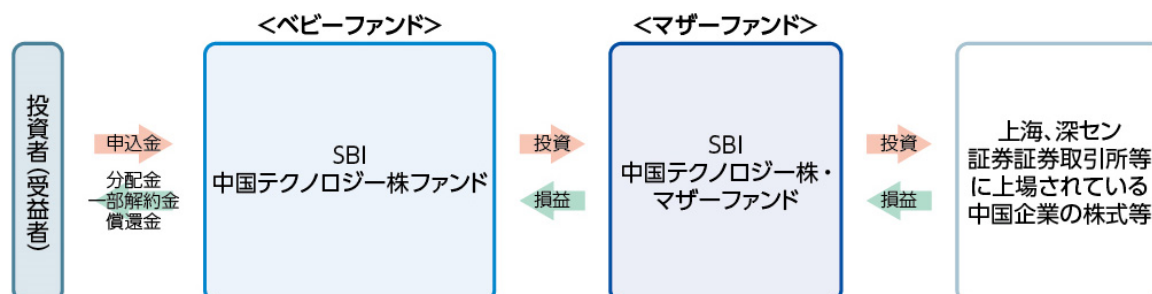 <ベビーファンド>
<マザーファンド>
投資者(受益者)
申込金
分配金
一部解約金
償還金
SBI
中国テクノロジー株ファンド
投資
損益
SBI
中国テクノロジー株・
マザーファンド
投資
損益
上海、深セン
証券証券取引所等
に上場されている
中国企業の株式等